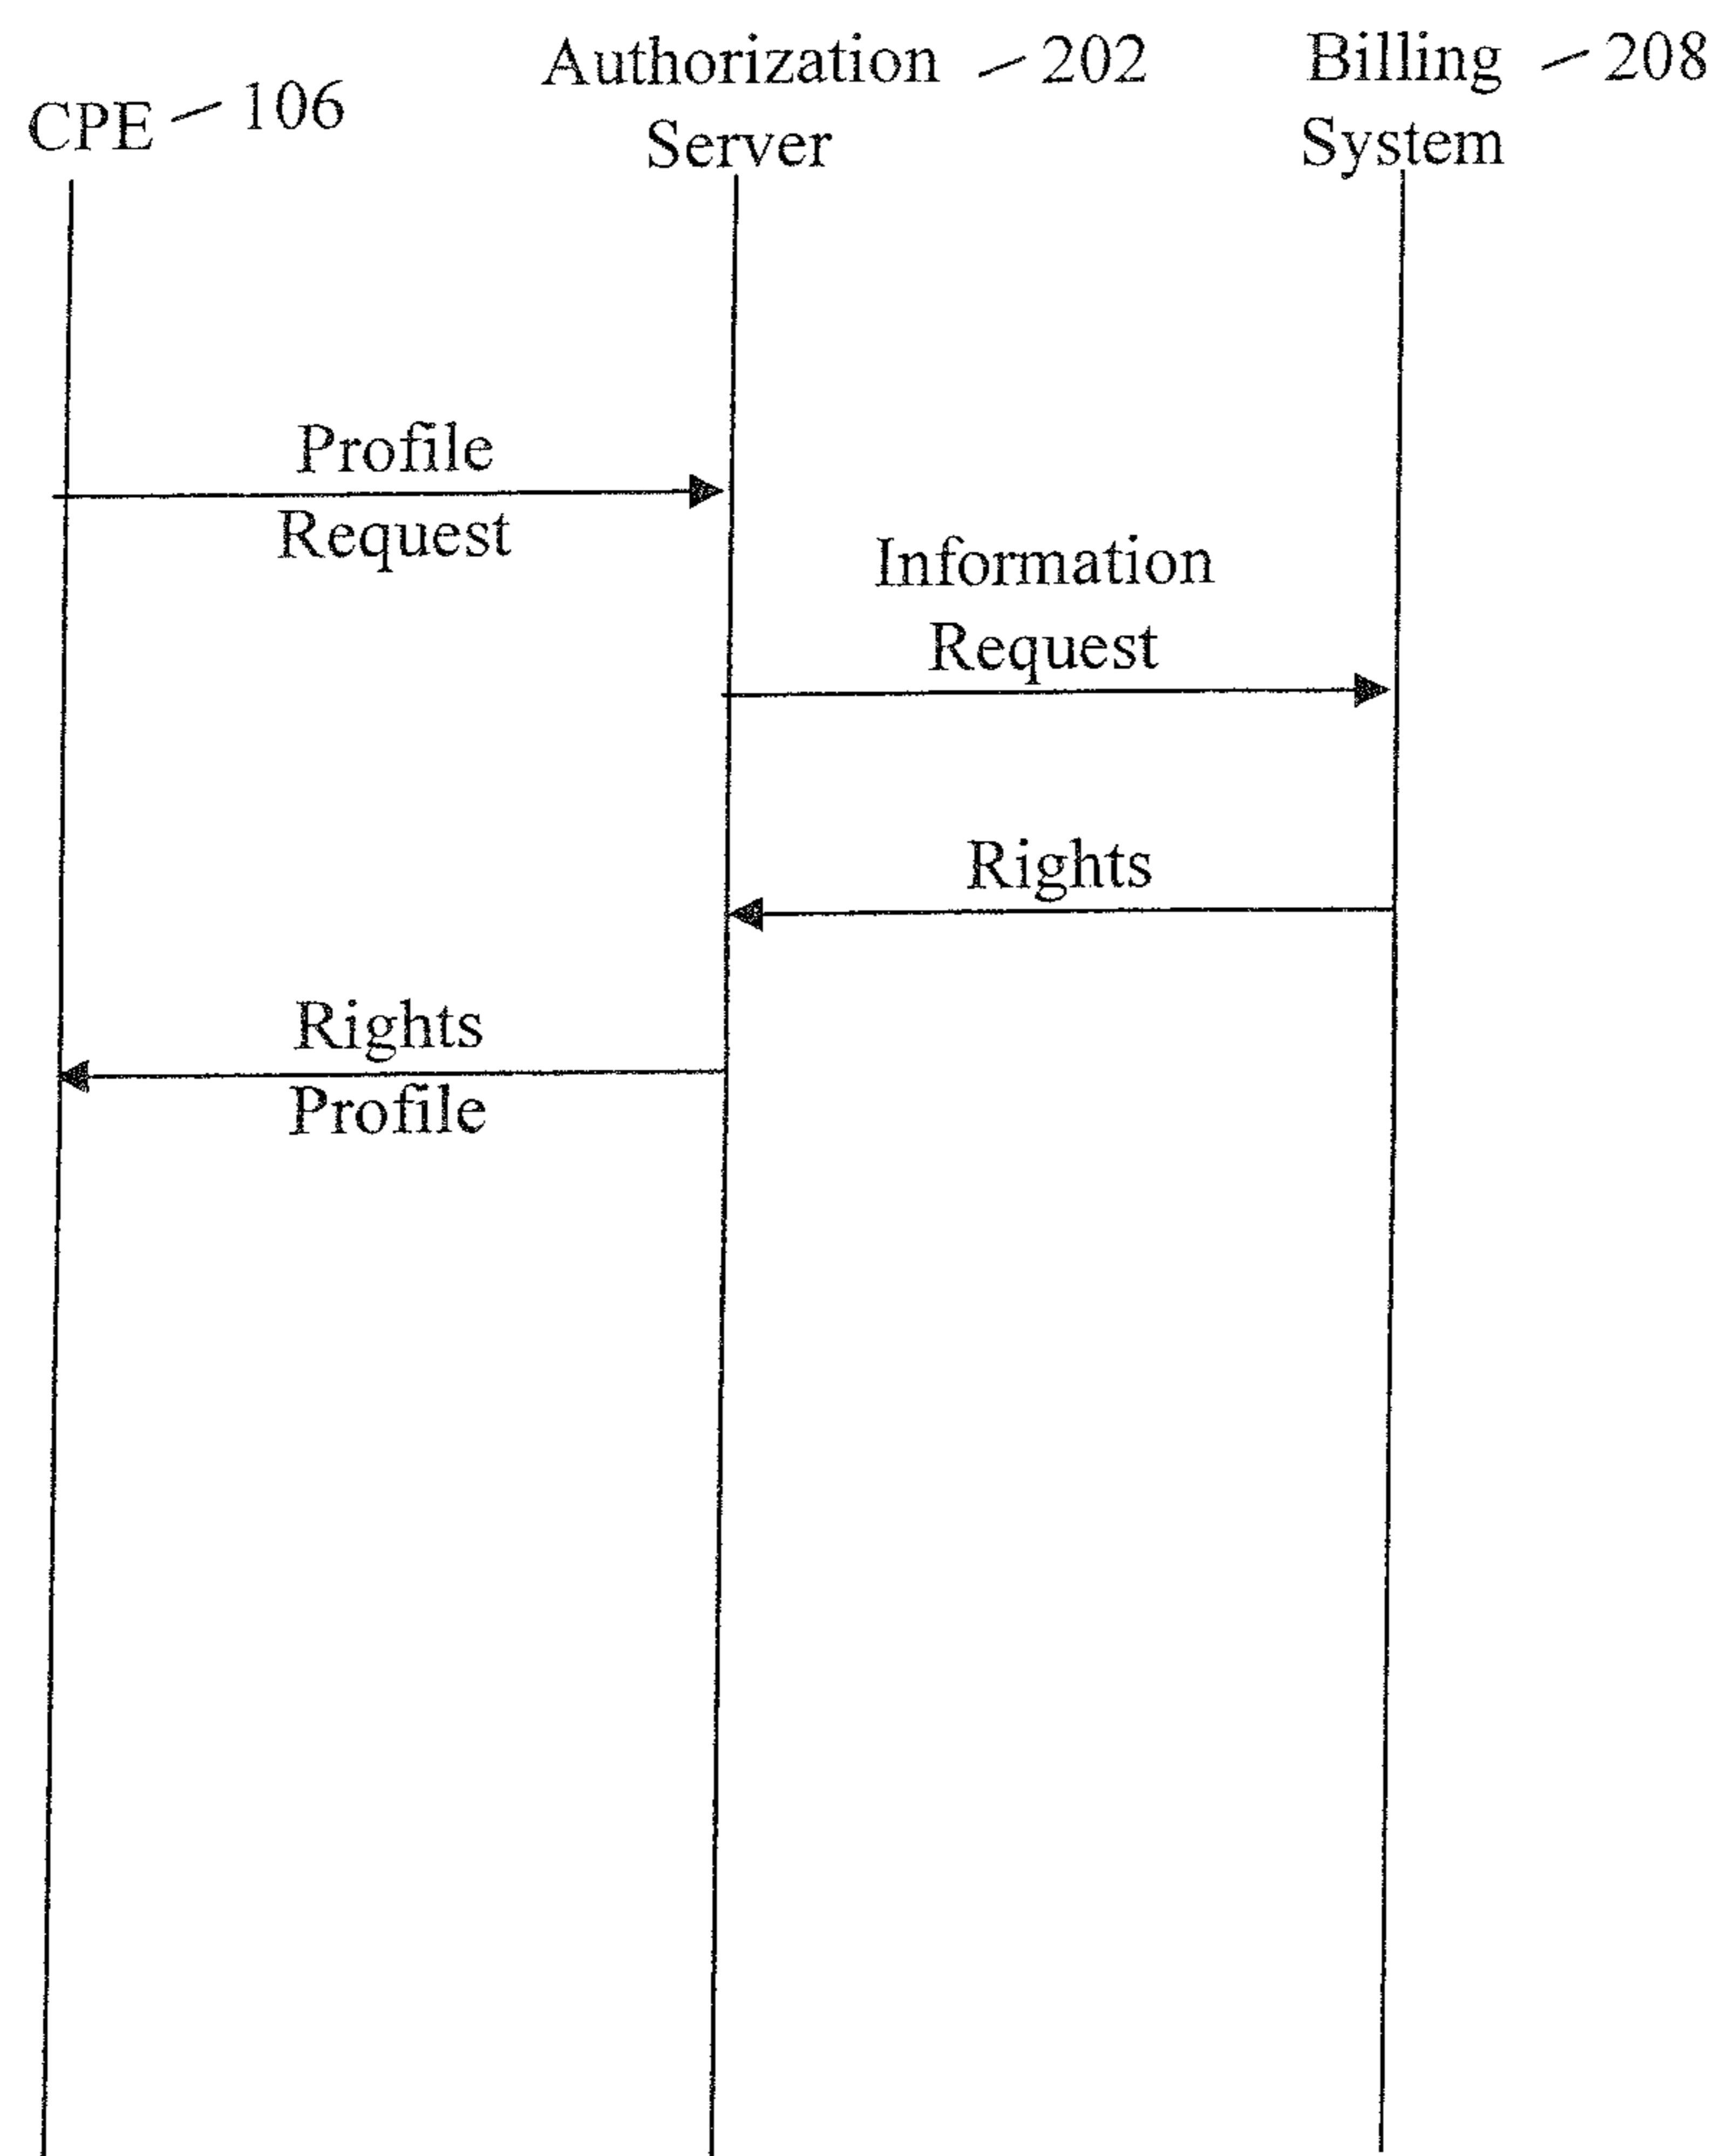 CPE 106
Authorization 202
Server
Billing 208
System
Profile
Request
Information
Request
Rights
Rights
Profile